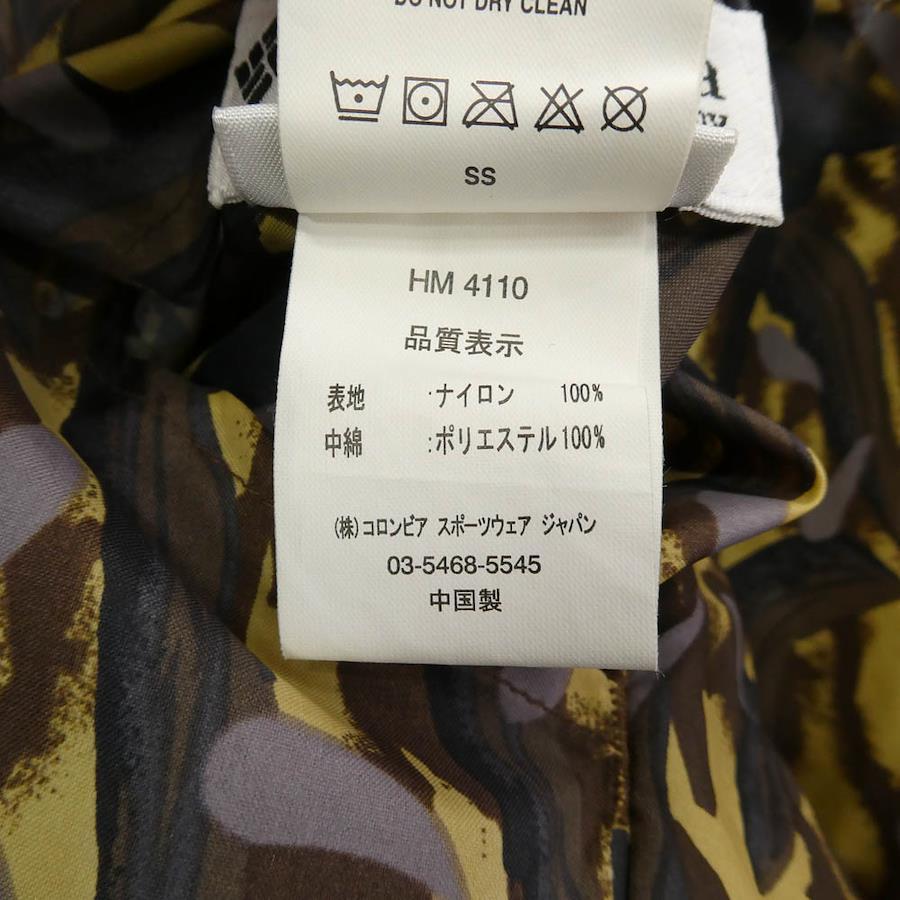 DO NOT DRY CLEAN
SS
HM 4110
品質表示
表地 :ナイロン 100%
中綿 :ポリエステル100%
(株)コロンビア スポーツウェア ジャパン
03-5468-5545
中国製